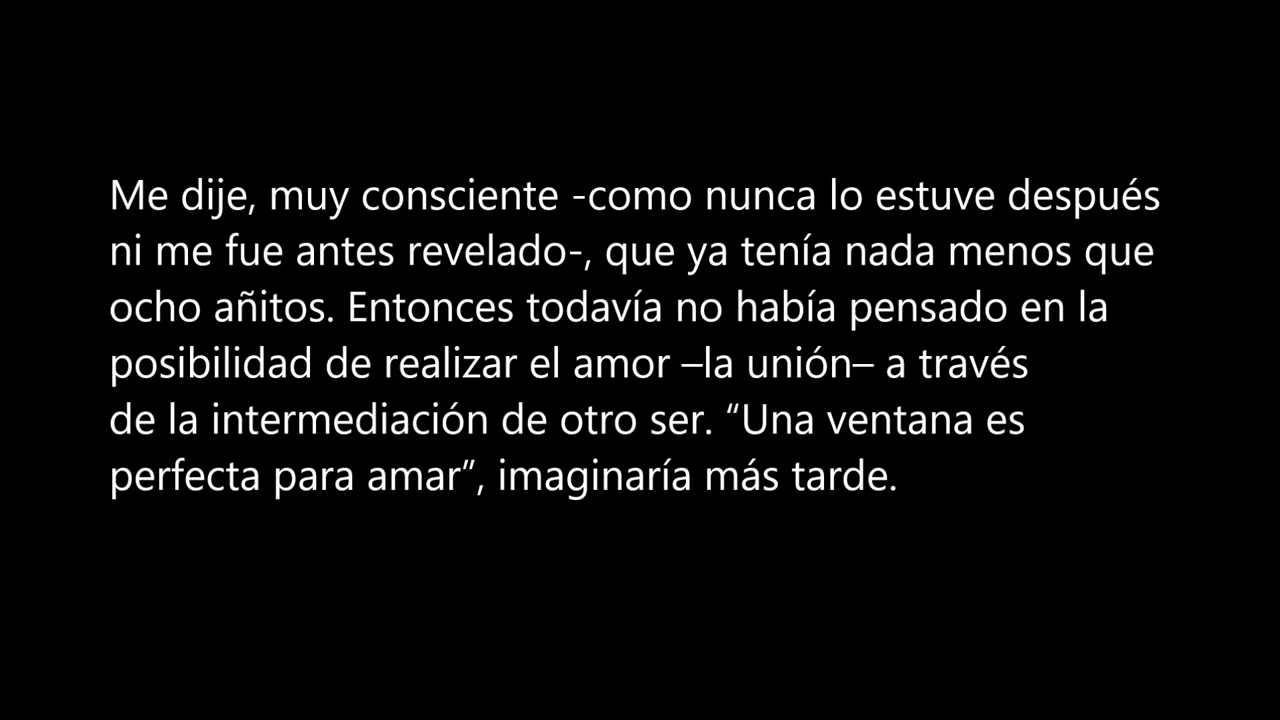 Me dije, muy consciente -como nunca lo estuve después
ni me fue antes revelado-, que ya tenía nada menos que
ocho añitos. Entonces todavía no había pensado en la
posibilidad de realizar el amor –la unión– a través
de la intermediación de otro ser. “Una ventana es
perfecta para amar”, imaginaría más tarde.